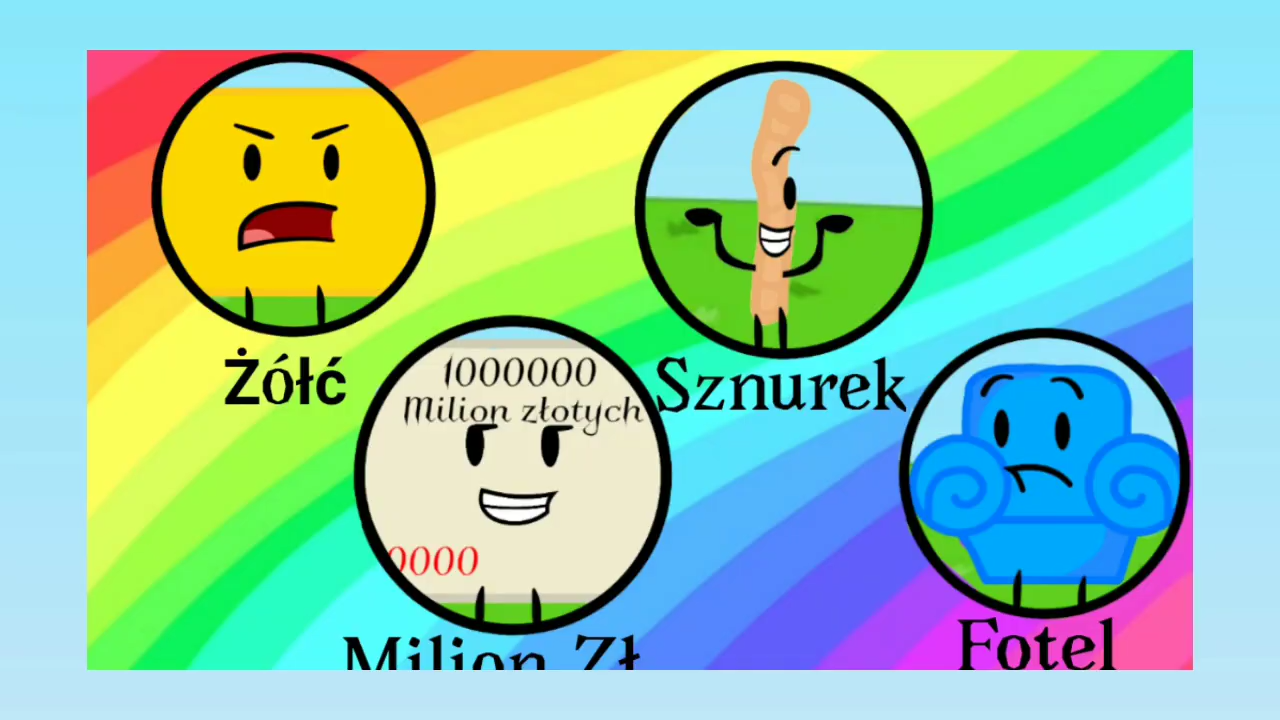 Żółć
Sznurek
1000000
Milion złotych
0000
Milion Zł
Fotel